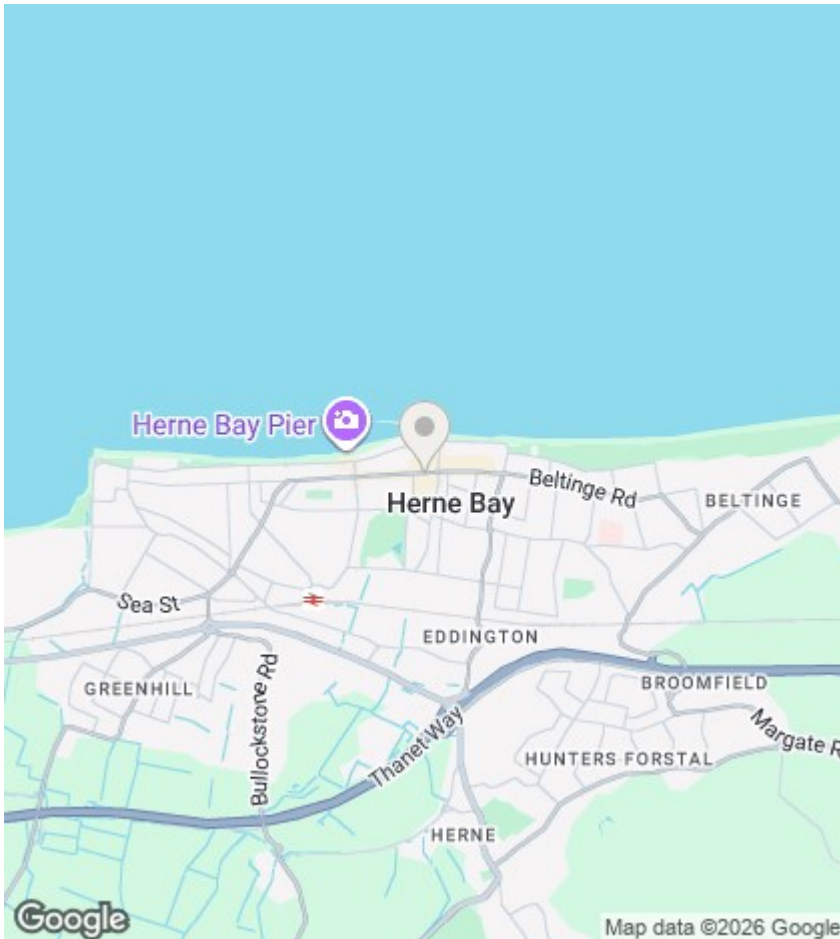 Herne Bay Pier
Herne Bay
Beltinge Rd
BELTINGE
Sea St
EDDINGTON
GREENHILL
Bullockstone Rd
BROOMFIELD
Thanet Way
Margate R
HUNTERS FORSTAL
HERNE
Google
Map data ©2026 Google